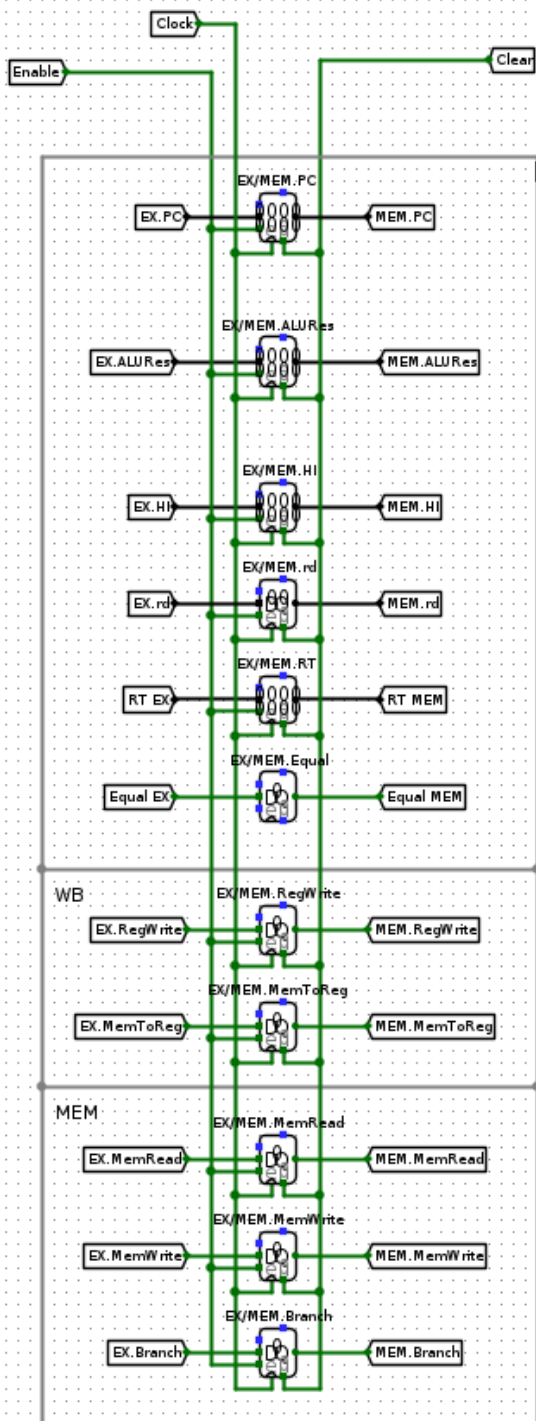 Clock
Enable
Clear
EX/MEM.PC
EX.PC
MEM.PC
EX/MEM.ALURes
EX.ALURes
MEM.ALURes
EX/MEM.HI
EX.HI
MEM.HI
EX/MEM.rd
EX.rd
MEM.rd
EX/MEM.RT
RT EX
RT MEM
EX/MEM.Equal
Equal EX
Equal MEM
WB
EX/MEM.RegWrite
EX.RegWrite
MEM.RegWrite
EX/MEM.MemToReg
EX.MemToReg
MEM.MemToReg
MEM
EX/MEM.MemRead
EX.MemRead
MEM.MemRead
EX/MEM.MemWrite
EX.MemWrite
MEM.MemWrite
EX/MEM.Branch
EX.Branch
MEM.Branch